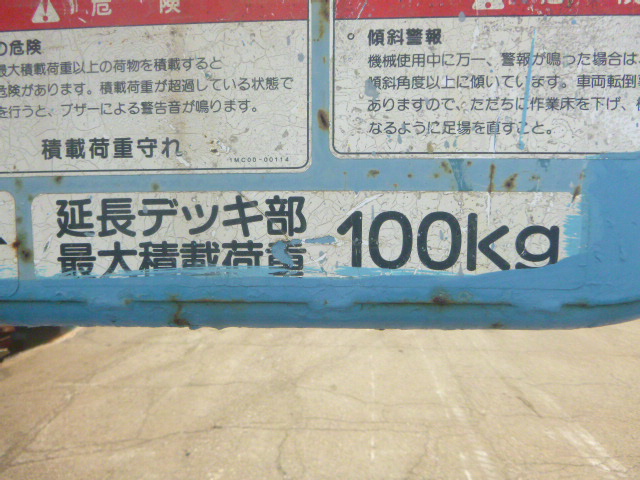 危険
の危険
最大積載荷重以上の荷物を積載すると
危険があります。積載荷重が超過している状態で
を行うと、ブザーによる警告音が鳴ります。
積載荷重守れ
1MC00-00114
危
傾斜警報
機械使用中に万一、警報が鳴った場合は、
傾斜角度以上に傾いています。車両転倒
ありますので、ただちに作業床を下げ、
なるように足場を直すこと。
延長デッキ部
最大積載荷重
100kg